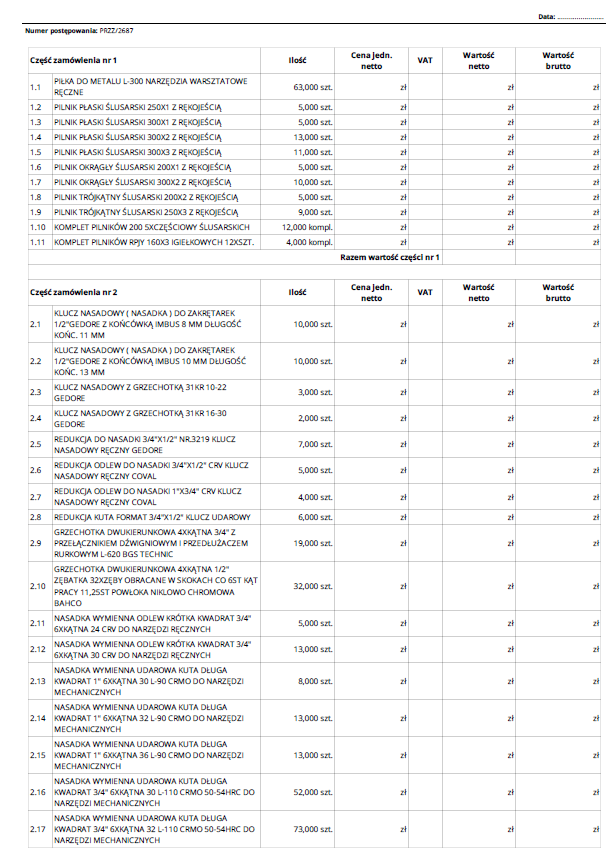 Data: ........................
Numer postępowania: PRZZ/2687
Część zamówienia nr 1 Ilość Cena jedn. netto VAT Wartość netto Wartość brutto
1.1 PIŁKA DO METALU L-300 NARZĘDZIA WARSZTATOWE RĘCZNE 63,000 szt. zł zł zł
1.2 PILNIK PŁASKI ŚLUSARSKI 250X1 Z RĘKOJEŚCIĄ 5,000 szt. zł zł zł
1.3 PILNIK PŁASKI ŚLUSARSKI 300X1 Z RĘKOJEŚCIĄ 5,000 szt. zł zł zł
1.4 PILNIK PŁASKI ŚLUSARSKI 300X2 Z RĘKOJEŚCIĄ 13,000 szt. zł zł zł
1.5 PILNIK PŁASKI ŚLUSARSKI 300X3 Z RĘKOJEŚCIĄ 11,000 szt. zł zł zł
1.6 PILNIK OKRĄGŁY ŚLUSARSKI 200X1 Z RĘKOJEŚCIĄ 5,000 szt. zł zł zł
1.7 PILNIK OKRĄGŁY ŚLUSARSKI 300X2 Z RĘKOJEŚCIĄ 10,000 szt. zł zł zł
1.8 PILNIK TRÓJKĄTNY ŚLUSARSKI 200X2 Z RĘKOJEŚCIĄ 5,000 szt. zł zł zł
1.9 PILNIK TRÓJKĄTNY ŚLUSARSKI 250X3 Z RĘKOJEŚCIĄ 9,000 szt. zł zł zł
1.10 KOMPLET PILNIKÓW 200 5XCZĘŚCIOWY ŚLUSARSKICH 12,000 kompl. zł zł zł
1.11 KOMPLET PILNIKÓW RPJY 160X3 IGIEŁKOWYCH 12XSZT. 4,000 kompl. zł zł zł
Razem wartość części nr 1
Część zamówienia nr 2 Ilość Cena jedn. netto VAT Wartość netto Wartość brutto
2.1 KLUCZ NASADOWY ( NASADKA ) DO ZAKRĘTAREK 1/2"GEDORE Z KOŃCÓWKĄ IMBUS 8 MM DŁUGOŚĆ KOŃC. 11 MM 10,000 szt. zł zł zł
2.2 KLUCZ NASADOWY ( NASADKA ) DO ZAKRĘTAREK 1/2"GEDORE Z KOŃCÓWKĄ IMBUS 10 MM DŁUGOŚĆ KOŃC. 13 MM 10,000 szt. zł zł zł
2.3 KLUCZ NASADOWY Z GRZECHOTKĄ 31KR 10-22 GEDORE 3,000 szt. zł zł zł
2.4 KLUCZ NASADOWY Z GRZECHOTKĄ 31KR 16-30 GEDORE 2,000 szt. zł zł zł
2.5 REDUKCJA DO NASADKI 3/4"X1/2" NR.3219 KLUCZ NASADOWY RĘCZNY GEDORE 7,000 szt. zł zł zł
2.6 REDUKCJA ODLEW DO NASADKI 3/4"X1/2" CRV KLUCZ NASADOWY RĘCZNY COVAL 5,000 szt. zł zł zł
2.7 REDUKCJA ODLEW DO NASADKI 1"X3/4" CRV KLUCZ NASADOWY RĘCZNY COVAL 4,000 szt. zł zł zł
2.8 REDUKCJA KUTA FORMAT 3/4"X1/2" KLUCZ UDAROWY 6,000 szt. zł zł zł
2.9 GRZECHOTKA DWUKIERUNKOWA 4XKĄTNA 3/4" Z PRZEŁĄCZNIKIEM DŹWIGNIOWYM I PRZEDŁUŻACZEM RURKOWYM L-620 BGS TECHNIC 19,000 szt. zł zł zł
2.10 GRZECHOTKA DWUKIERUNKOWA 4XKĄTNA 1/2" ZĘBATKA 32XZĘBY OBRACANE W SKOKACH CO 6ST KĄT PRACY 11,25ST POWŁOKA NIKLOWO CHROMOWA BAHCO 32,000 szt. zł zł zł
2.11 NASADKA WYMIENNA ODLEW KRÓTKA KWADRAT 3/4" 6XKĄTNA 24 CRV DO NARZĘDZI RĘCZNYCH 5,000 szt. zł zł zł
2.12 NASADKA WYMIENNA ODLEW KRÓTKA KWADRAT 3/4" 6XKĄTNA 30 CRV DO NARZĘDZI RĘCZNYCH 13,000 szt. zł zł zł
2.13 NASADKA WYMIENNA UDAROWA KUTA DŁUGA KWADRAT 1" 6XKĄTNA 30 L-90 CRMO DO NARZĘDZI MECHANICZNYCH 8,000 szt. zł zł zł
2.14 NASADKA WYMIENNA UDAROWA KUTA DŁUGA KWADRAT 1" 6XKĄTNA 32 L-90 CRMO DO NARZĘDZI MECHANICZNYCH 13,000 szt. zł zł zł
2.15 NASADKA WYMIENNA UDAROWA KUTA DŁUGA KWADRAT 1" 6XKĄTNA 36 L-90 CRMO DO NARZĘDZI MECHANICZNYCH 13,000 szt. zł zł zł
2.16 NASADKA WYMIENNA UDAROWA KUTA DŁUGA KWADRAT 3/4" 6XKĄTNA 30 L-110 CRMO 50-54HRC DO NARZĘDZI MECHANICZNYCH 52,000 szt. zł zł zł
2.17 NASADKA WYMIENNA UDAROWA KUTA DŁUGA KWADRAT 3/4" 6XKĄTNA 32 L-110 CRMO 50-54HRC DO NARZĘDZI MECHANICZNYCH 73,000 szt. zł zł zł